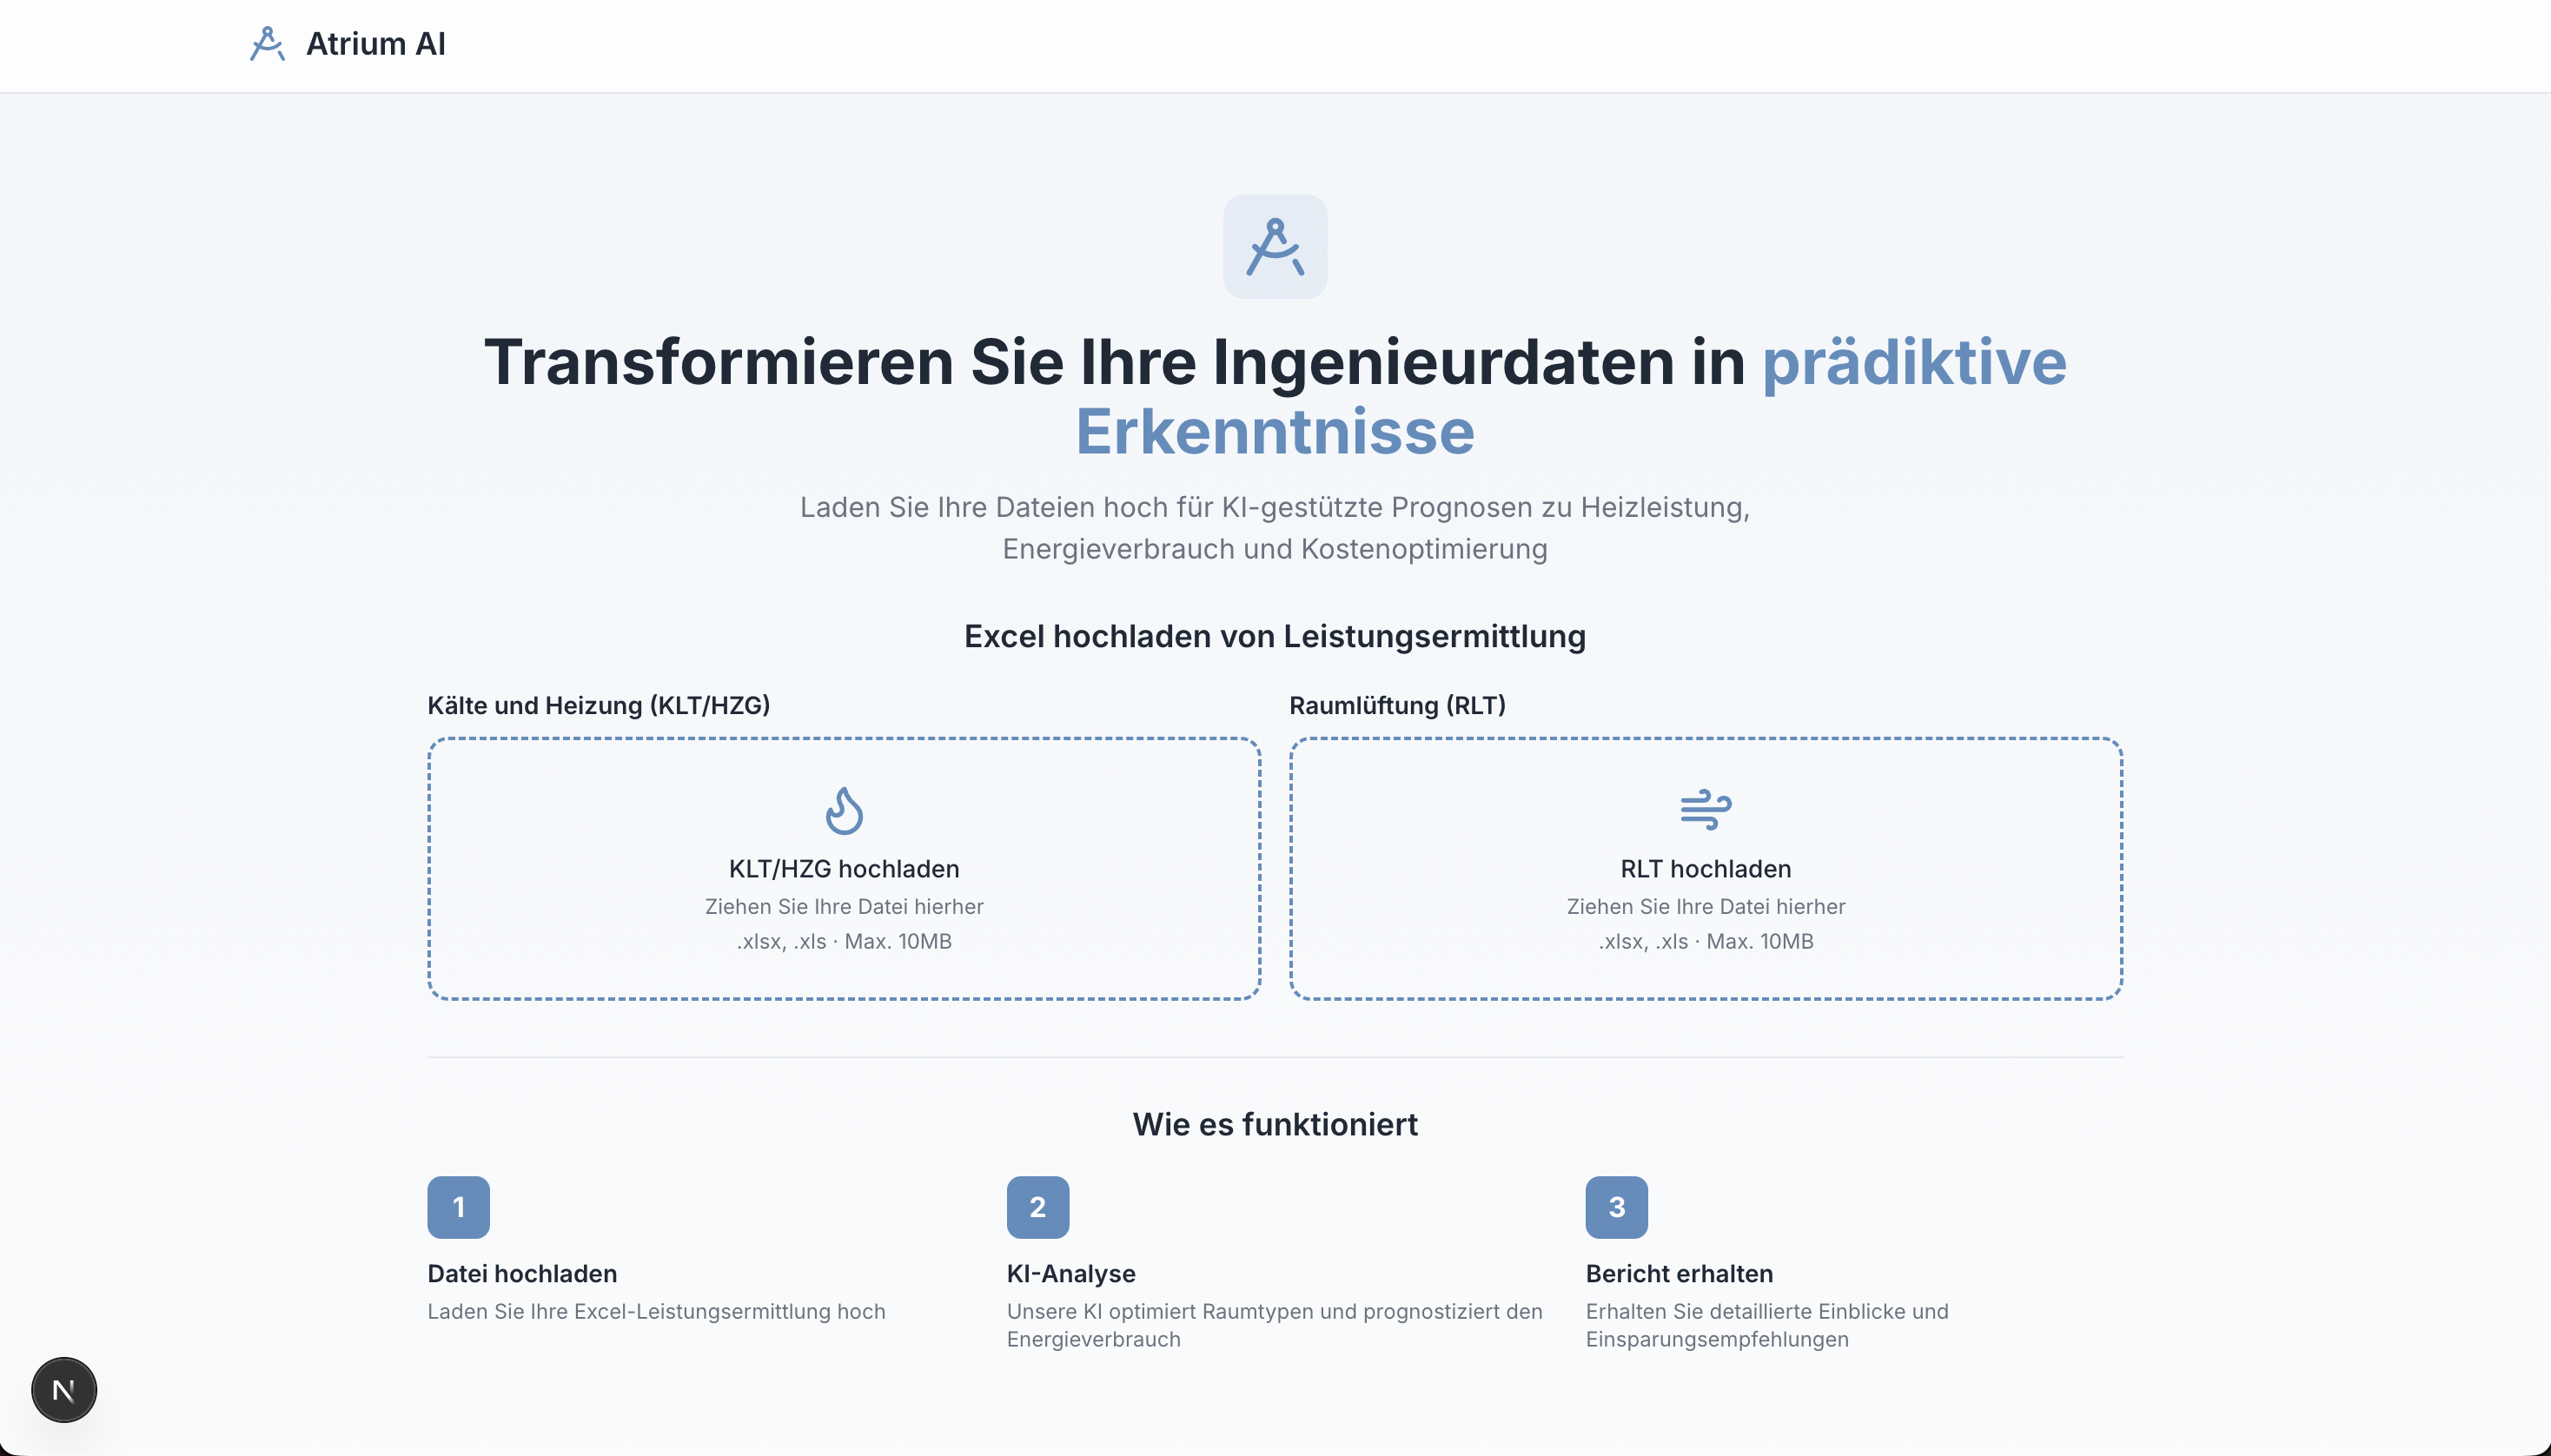 Atrium AI
Transformieren Sie Ihre Ingenieurdaten in prädiktive
Erkenntnisse
Laden Sie Ihre Dateien hoch für KI-gestützte Prognosen zu Heizleistung,
Energieverbrauch und Kostenoptimierung
Excel hochladen von Leistungsermittlung
Kälte und Heizung (KLT/HZG)
KLT/HZG hochladen
Ziehen Sie Ihre Datei hierher
.xlsx, .xls · Max. 10MB
Raumlüftung (RLT)
RLT hochladen
Ziehen Sie Ihre Datei hierher
.xlsx, .xls · Max. 10MB
Wie es funktioniert
1
Datei hochladen
Laden Sie Ihre Excel-Leistungsermittlung hoch
2
KI-Analyse
Unsere KI optimiert Raumtypen und prognostiziert den
Energieverbrauch
3
Bericht erhalten
Erhalten Sie detaillierte Einblicke und
Einsparungsempfehlungen
N